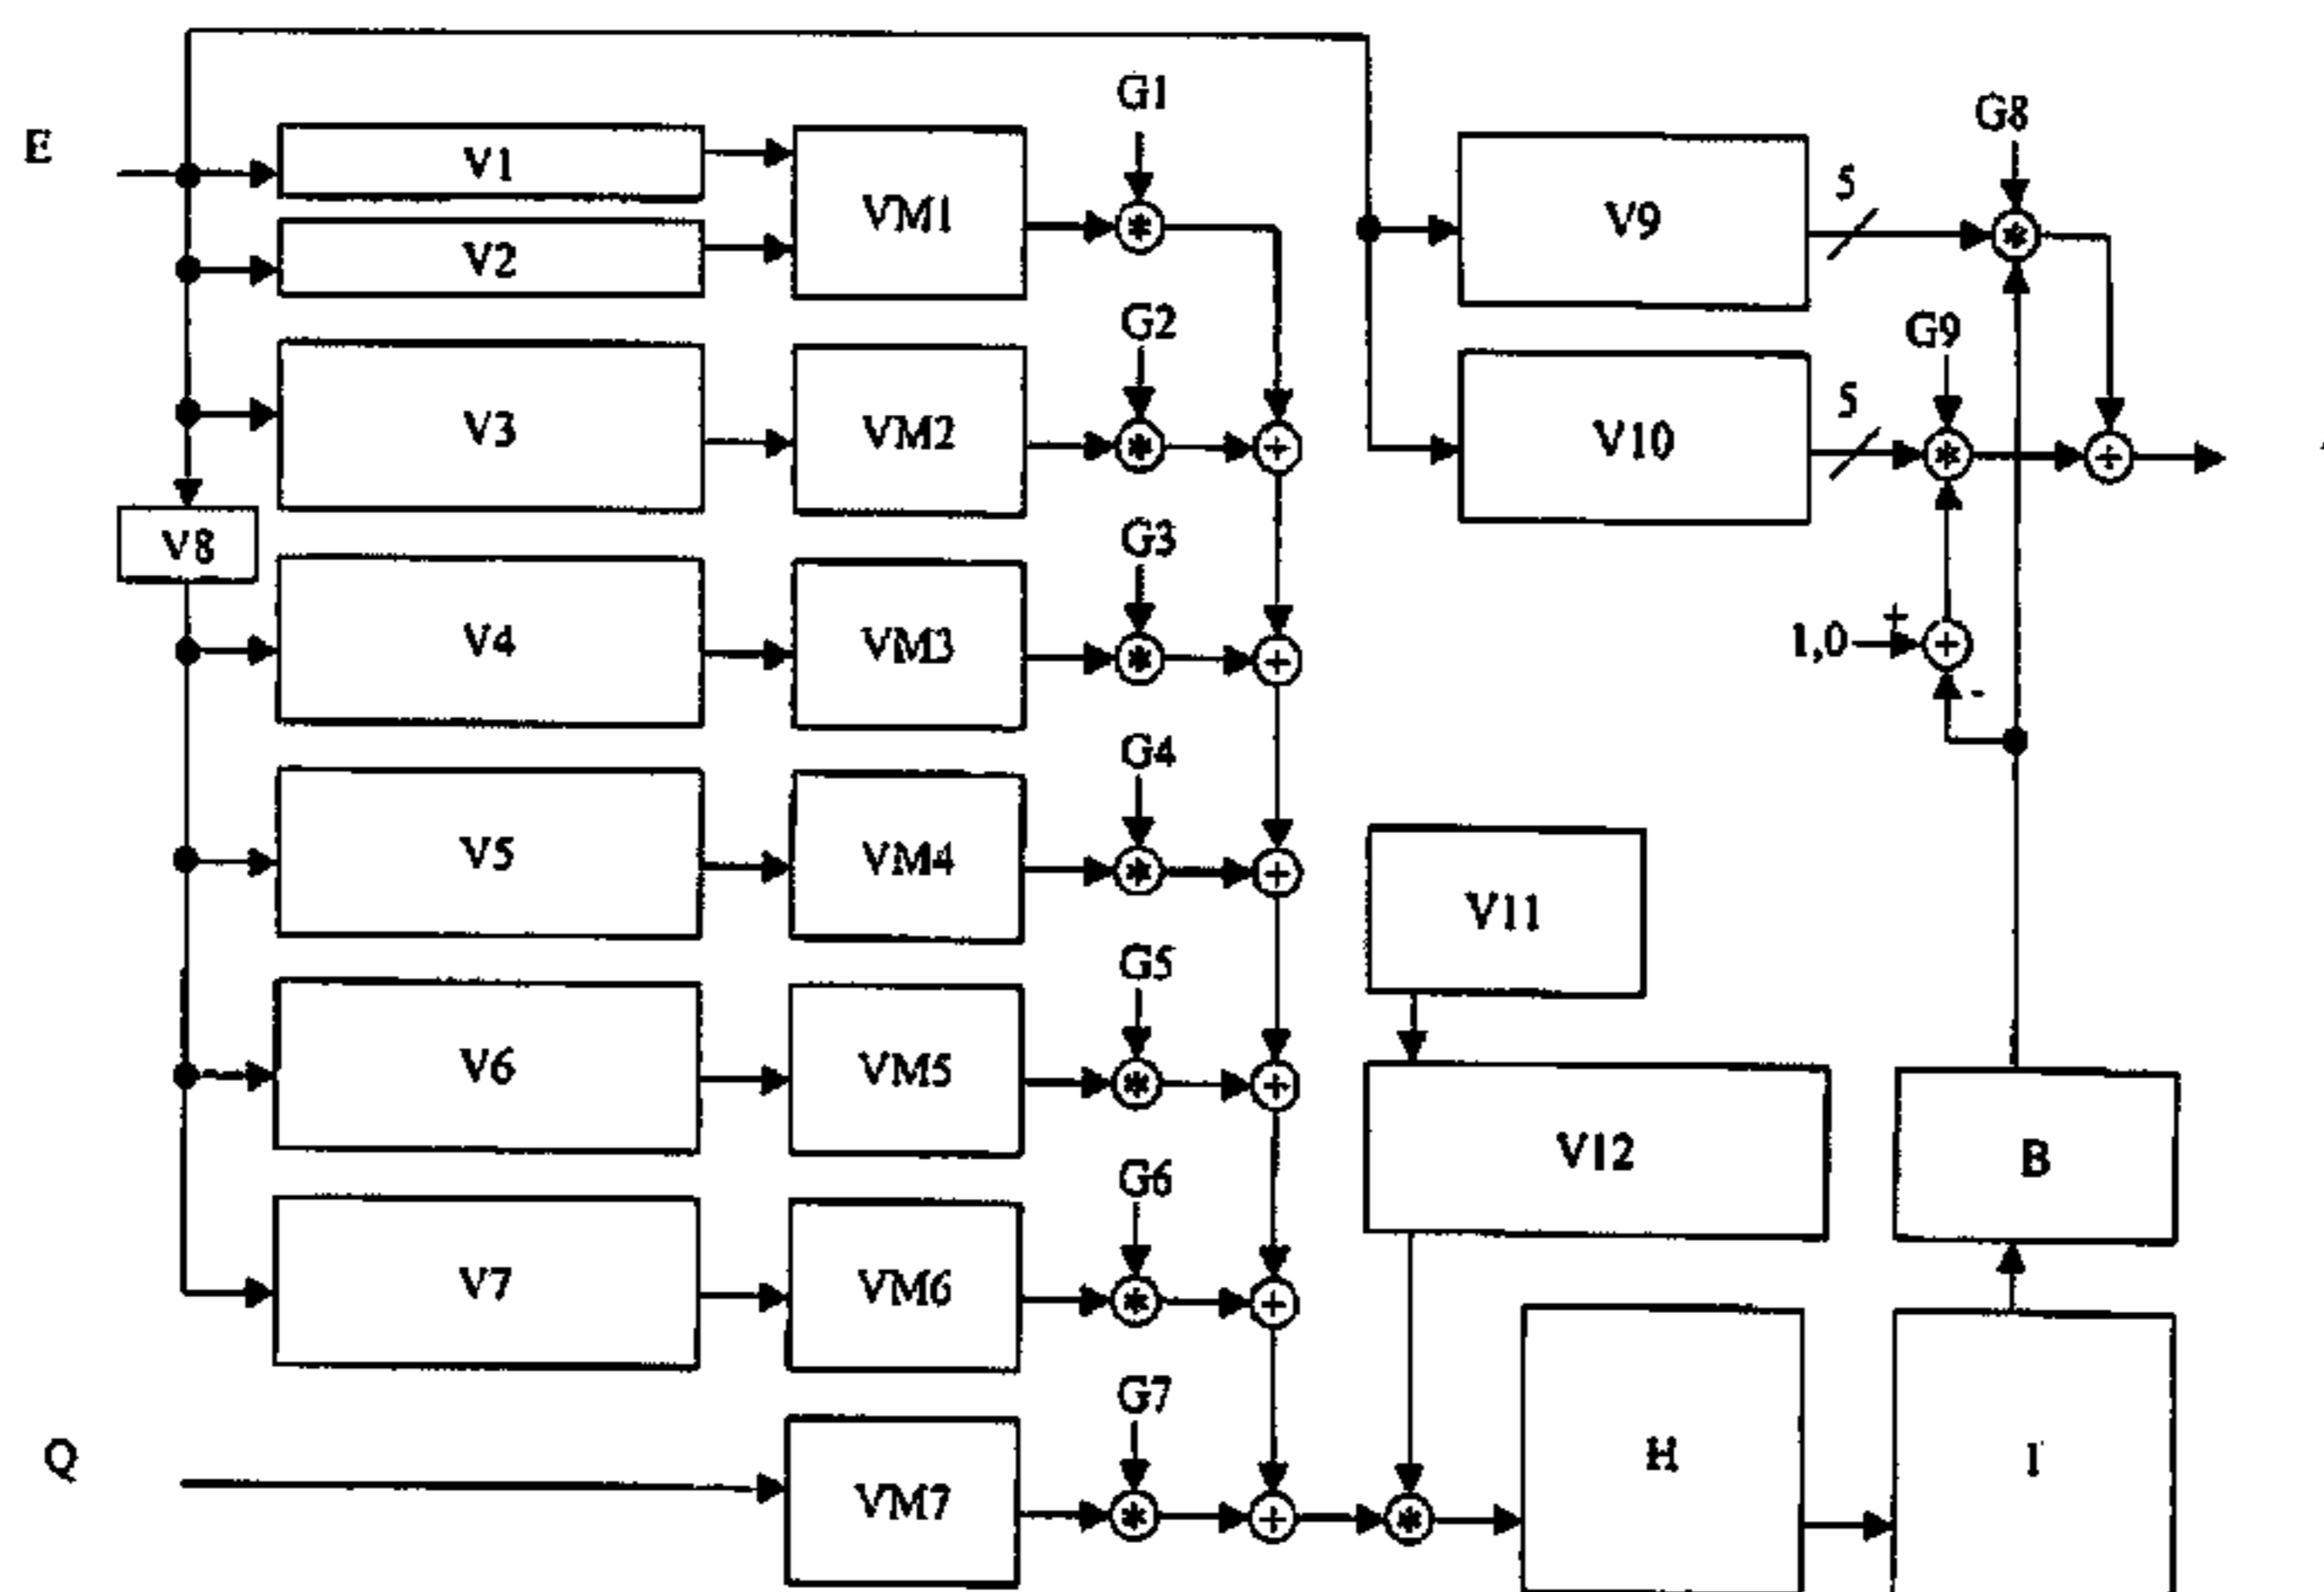 E
V1
V2
VM1
G1
*
V3
VM2
G2
*
+
V8
V4
VM3
G3
*
+
V5
VM4
G4
*
+
V6
VM5
G5
*
+
V7
VM6
G6
*
+
Q
VM7
G7
*
+
*
V9
5
G8
*
V10
5
G9
*
+
1,0
+
+
-
V11
V12
B
H
I